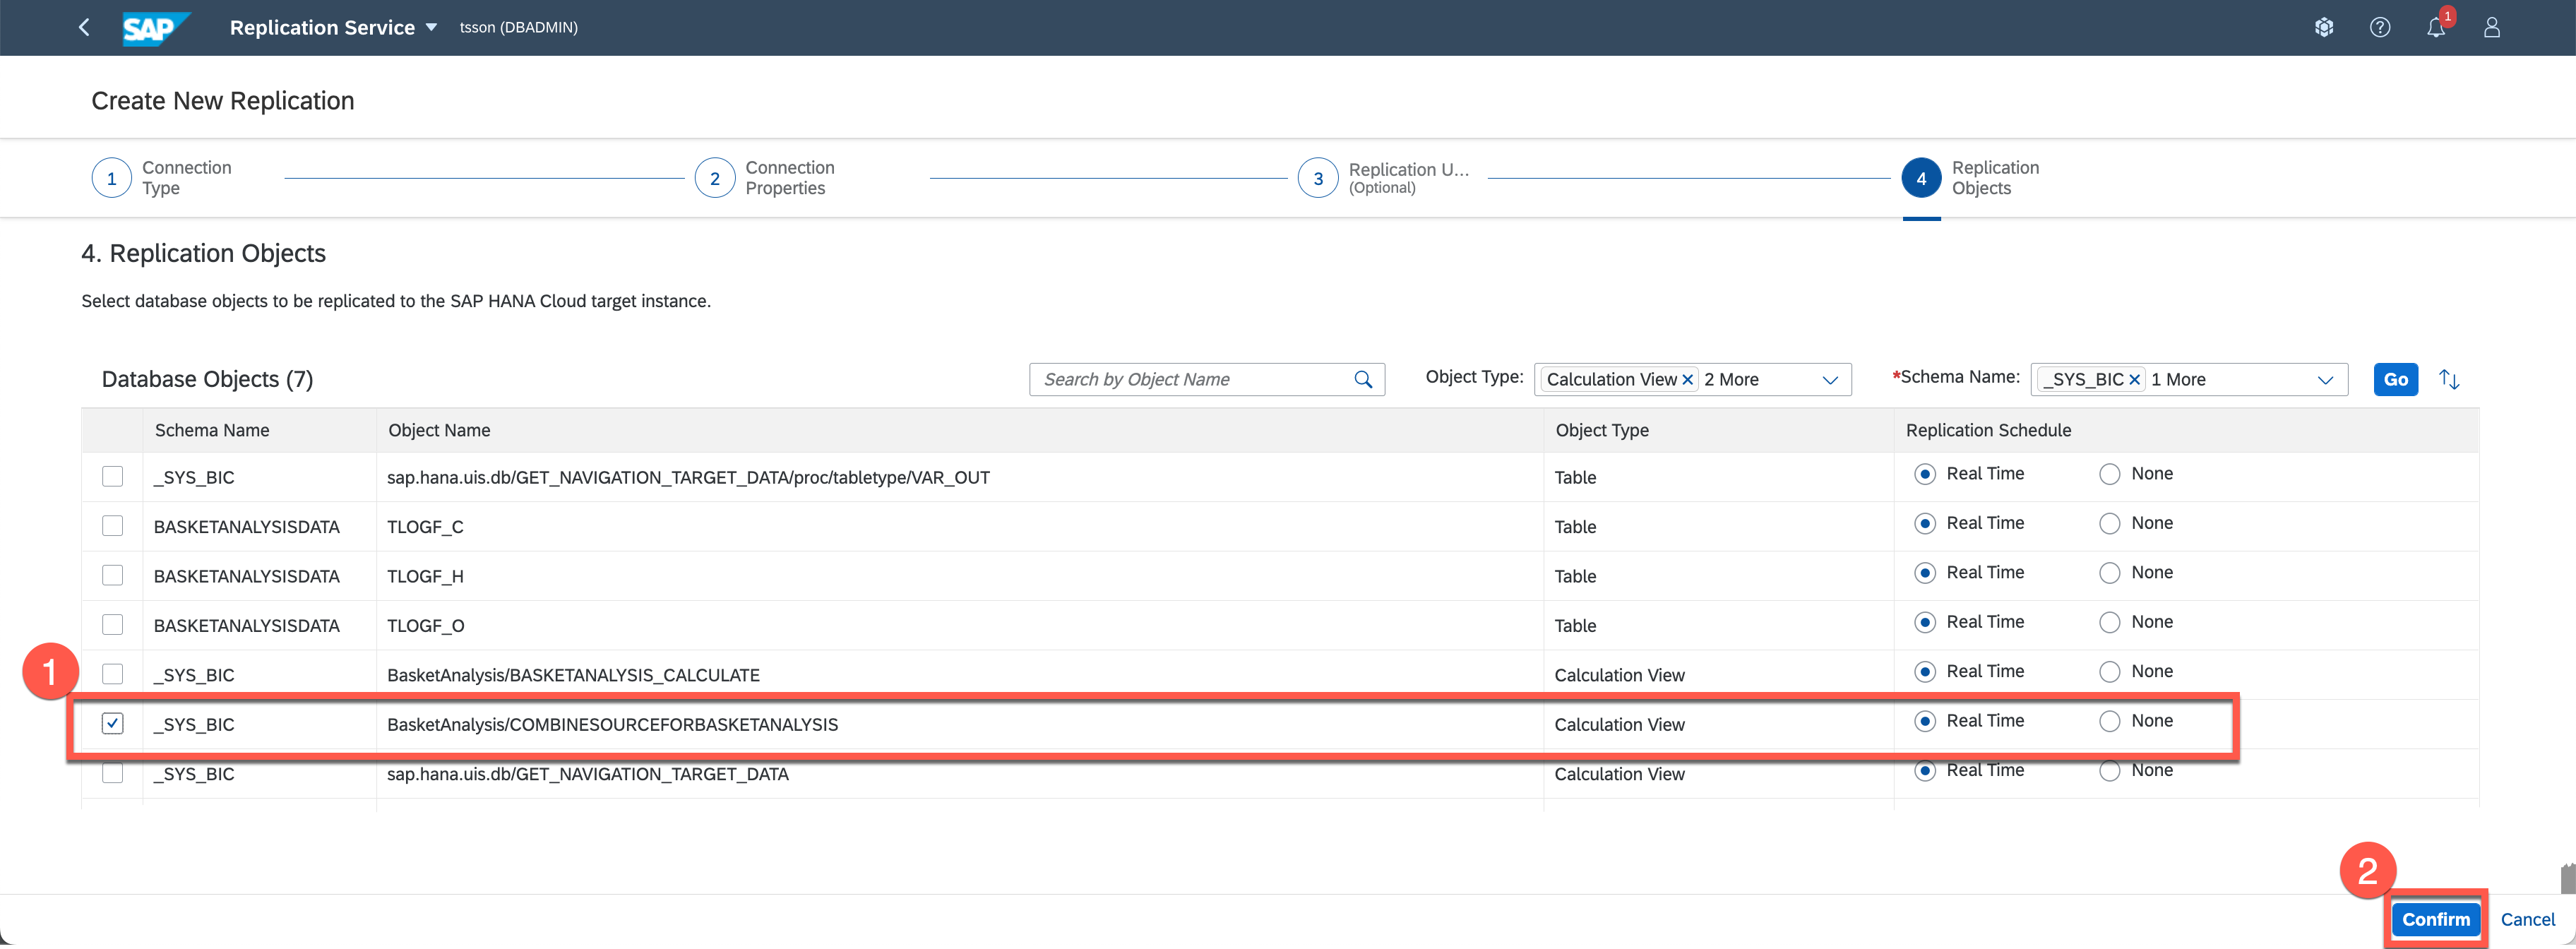 SAP Replication Service tsson (DBADMIN) 1
Create New Replication
1 Connection Type
2 Connection Properties
3 Replication U... (Optional)
4 Replication Objects
4. Replication Objects
Select database objects to be replicated to the SAP HANA Cloud target instance.
Database Objects (7) Search by Object Name Object Type: Calculation View 2 More *Schema Name: _SYS_BIC 1 More Go
Schema Name Object Name Object Type Replication Schedule
_SYS_BIC sap.hana.uis.db/GET_NAVIGATION_TARGET_DATA/proc/tabletype/VAR_OUT Table Real Time None
BASKETANALYSISDATA TLOGF_C Table Real Time None
BASKETANALYSISDATA TLOGF_H Table Real Time None
BASKETANALYSISDATA TLOGF_O Table Real Time None
1 _SYS_BIC BasketAnalysis/BASKETANALYSIS_CALCULATE Calculation View Real Time None
_SYS_BIC BasketAnalysis/COMBINESOURCEFORBASKETANALYSIS Calculation View Real Time None
_SYS_BIC sap.hana.uis.db/GET_NAVIGATION_TARGET_DATA Calculation View Real Time None
2
Confirm Cancel